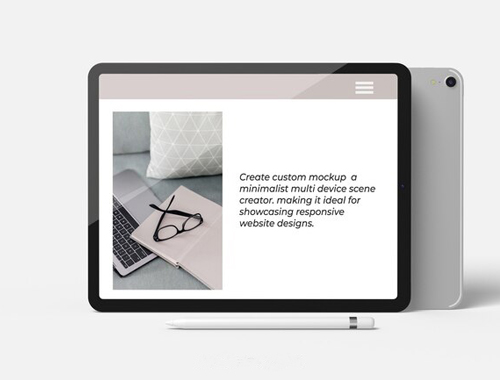 Create custom mockup a
minimalist multi device scene
creator. making it ideal for
showcasing responsive
website designs.